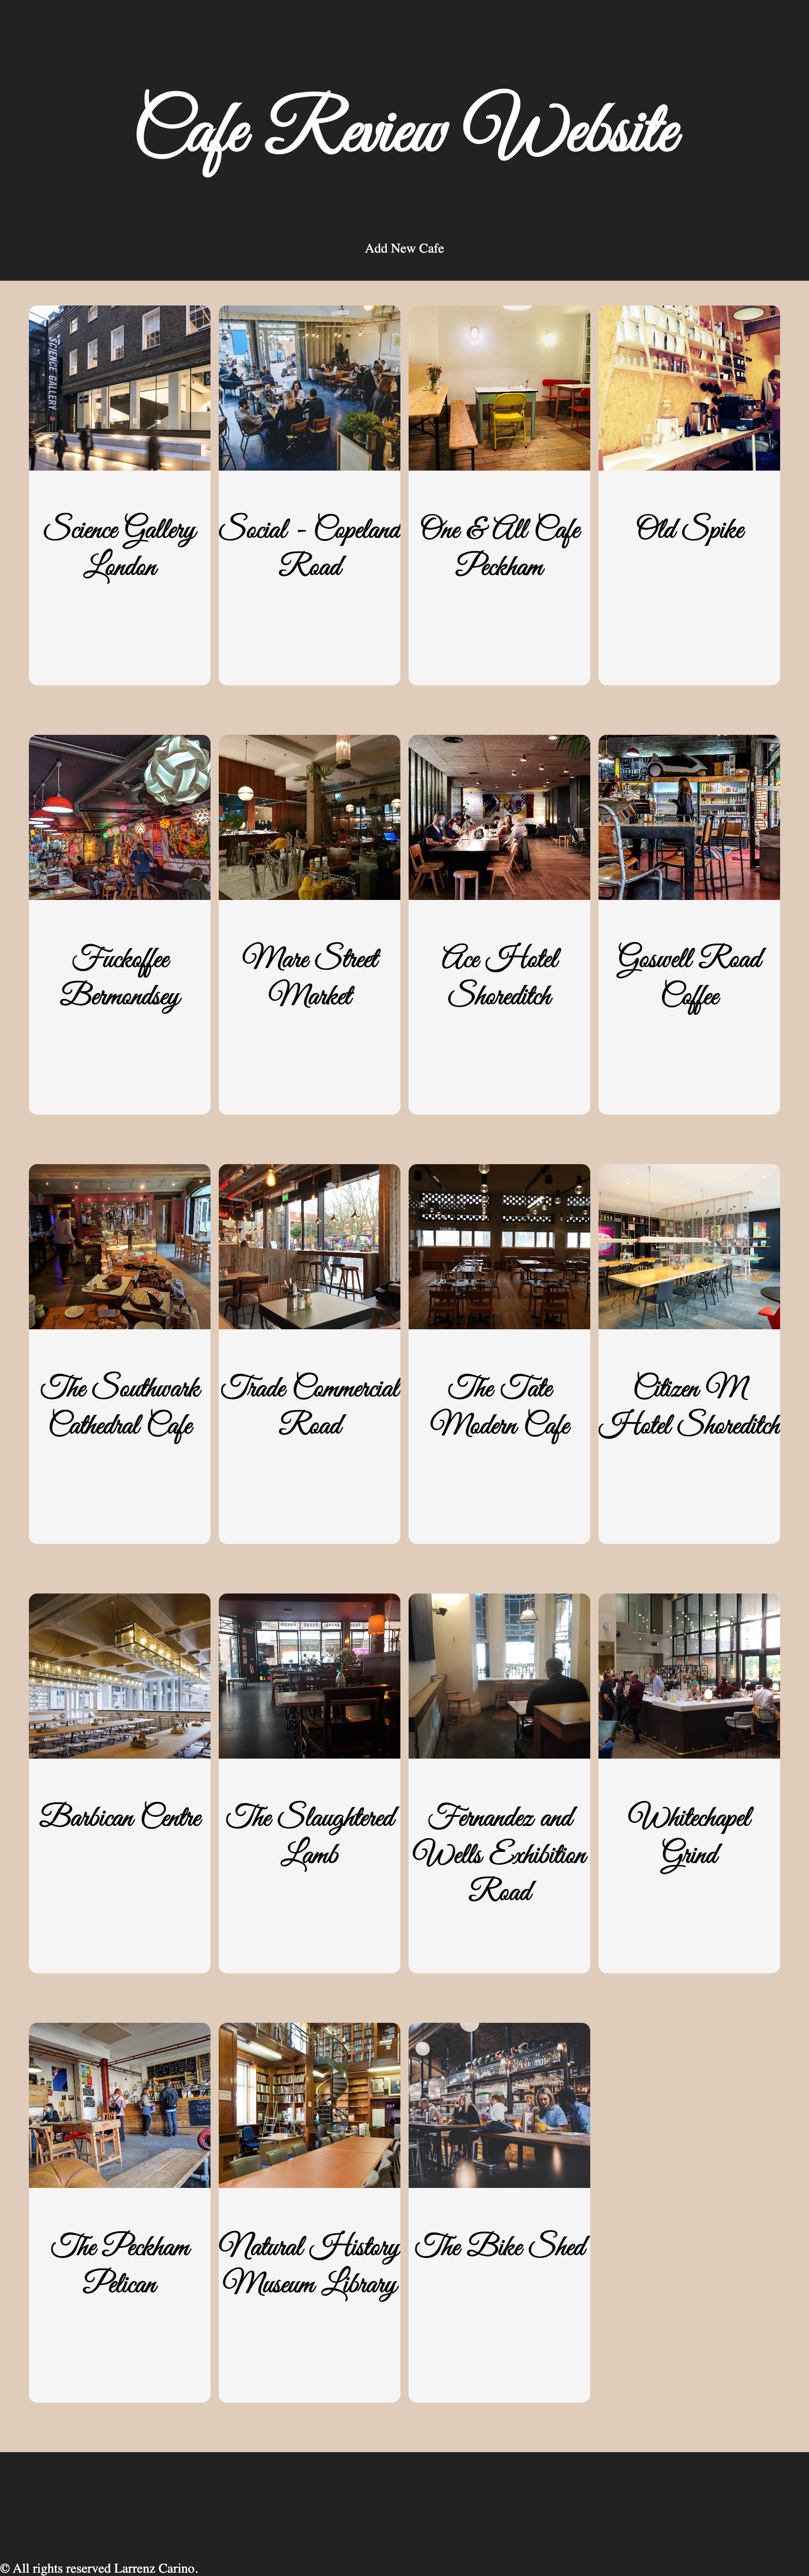 Cafe Review Website
Add New Cafe
SCIENCE GALLERY
Science Gallery
London
Social - Copeland
Road
One & All Cafe
Peckham
Old Spike
Fuckoffee
Bermondsey
Mare Street
Market
Ace Hotel
Shoreditch
Goswell Road
Coffee
The Southwark
Cathedral Cafe
Trade Commercial
Road
The Tate
Modern Cafe
Citizen M
Hotel Shoreditch
Barbican Centre
The Slaughtered
Lamb
Fernandez and
Wells Exhibition
Road
Whitechapel
Grind
The Peckham
Pelican
Natural History
Museum Library
The Bike Shed
© All rights reserved Larrenz Carino.